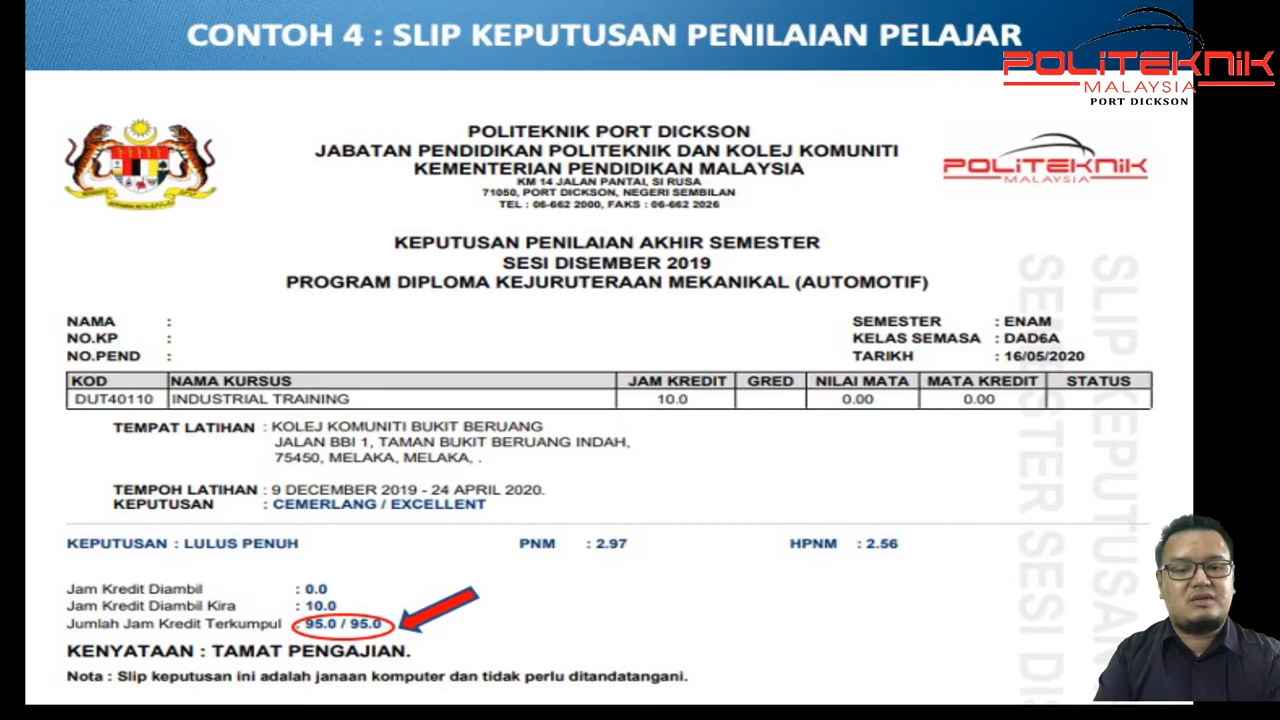 CONTOH 4 : SLIP KEPUTUSAN PENILAIAN PELAJAR
POLITEKNIK
MALAYSIA
PORT DICKSON
POLITEKNIK PORT DICKSON
JABATAN PENDIDIKAN POLITEKNIK DAN KOLEJ KOMUNITI
KEMENTERIAN PENDIDIKAN MALAYSIA
KM 14 JALAN PANTAI, SI RUSA
71050, PORT DICKSON, NEGERI SEMBILAN
TEL : 06-662 2000, FAKS : 06-662 2026
POLITEKNIK
MALAYSIA
KEPUTUSAN PENILAIAN AKHIR SEMESTER
SESI DISEMBER 2019
PROGRAM DIPLOMA KEJURUTERAAN MEKANIKAL (AUTOMOTIF)
NAMA : SEMESTER : ENAM
NO.KP : KELAS SEMASA : DAD6A
NO.PEND : TARIKH : 16/05/2020
KOD NAMA KURSUS JAM KREDIT GRED NILAI MATA MATA KREDIT STATUS
DUT40110 INDUSTRIAL TRAINING 10.0 0.00 0.00
TEMPAT LATIHAN : KOLEJ KOMUNITI BUKIT BERUANG
JALAN BBI 1, TAMAN BUKIT BERUANG INDAH,
75450, MELAKA, MELAKA, .
TEMPOH LATIHAN : 9 DECEMBER 2019 - 24 APRIL 2020.
KEPUTUSAN : CEMERLANG / EXCELLENT
KEPUTUSAN : LULUS PENUH PNM : 2.97 HPNM : 2.56
Jam Kredit Diambil : 0.0
Jam Kredit Diambil Kira : 10.0
Jumlah Jam Kredit Terkumpul : 95.0 / 95.0
KENYATAAN : TAMAT PENGAJIAN.
Nota : Slip keputusan ini adalah janaan komputer dan tidak perlu ditandatangani.
SLIP KEPUTUSAN
SEMESTER SESI DI